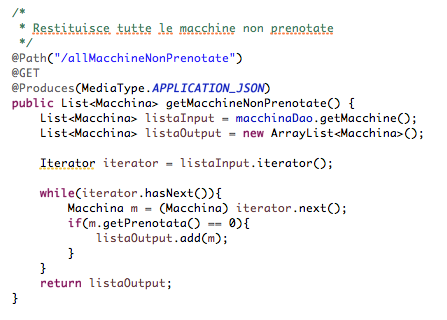 /*
 * Restituisce tutte le macchine non prenotate
 */
@Path("/allMacchineNonPrenotate")
@GET
@Produces(MediaType.APPLICATION_JSON)
public List<Macchina> getMacchineNonPrenotate() {
    List<Macchina> listaInput = macchinaDao.getMacchine();
    List<Macchina> listaOutput = new ArrayList<Macchina>();

    Iterator iterator = listaInput.iterator();

    while(iterator.hasNext()){
        Macchina m = (Macchina) iterator.next();
        if(m.getPrenotata() == 0){
            listaOutput.add(m);
        }
    }
    return listaOutput;
}